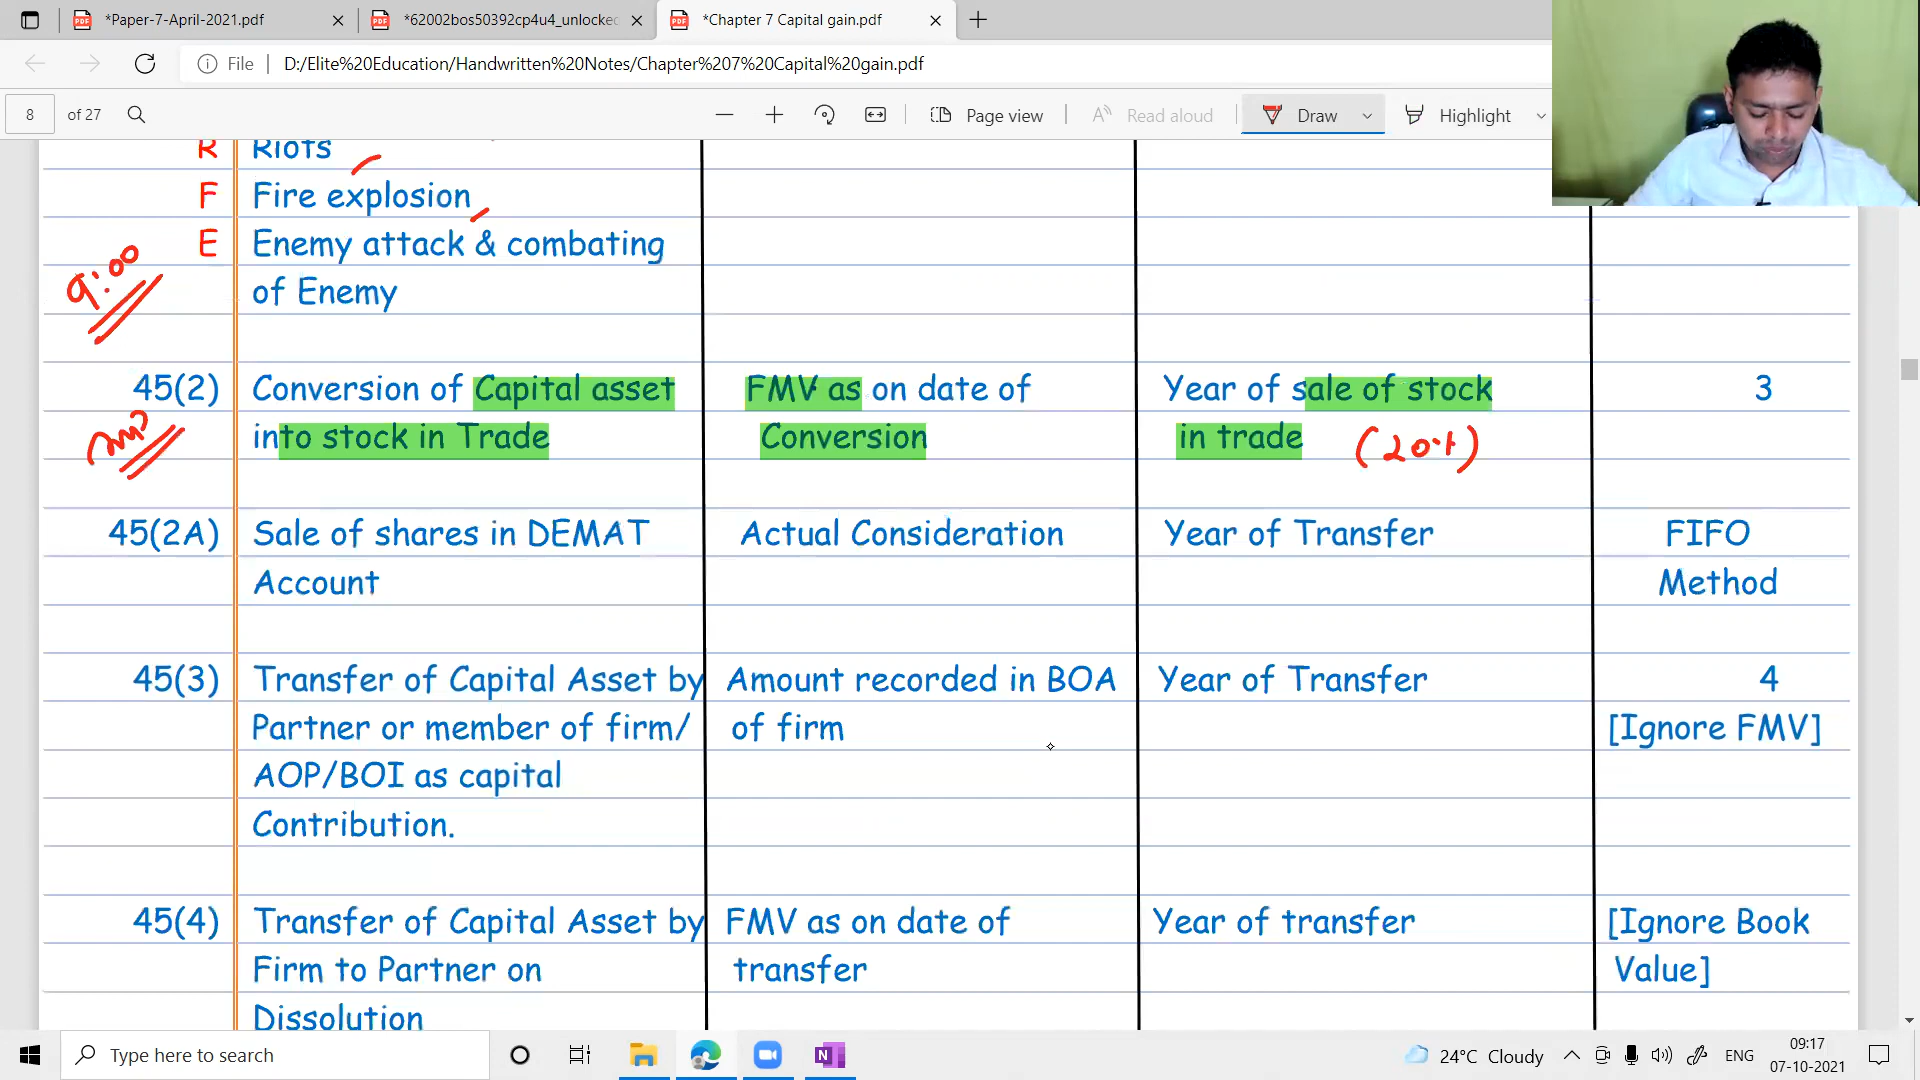 *Paper-7-April-2021.pdf
*62002bos50392cp4u4_unlocked
*Chapter 7 Capital gain.pdf
File
D:/Elite%20Education/Handwritten%20Notes/Chapter%207%20Capital%20gain.pdf
8 of 27
Page view
Read aloud
Draw
Highlight
R Riots
F Fire explosion
E Enemy attack & combating
of Enemy
9:00
45(2) Conversion of Capital asset FMV as on date of Year of sale of stock 3
into stock in Trade Conversion in trade (20%)
45(2A) Sale of shares in DEMAT Actual Consideration Year of Transfer FIFO
Account Method
45(3) Transfer of Capital Asset by Amount recorded in BOA Year of Transfer 4
Partner or member of firm/ of firm [Ignore FMV]
AOP/BOI as capital
Contribution.
45(4) Transfer of Capital Asset by FMV as on date of Year of transfer [Ignore Book
Firm to Partner on transfer Value]
Dissolution
Type here to search
24°C Cloudy
ENG
09:17
07-10-2021